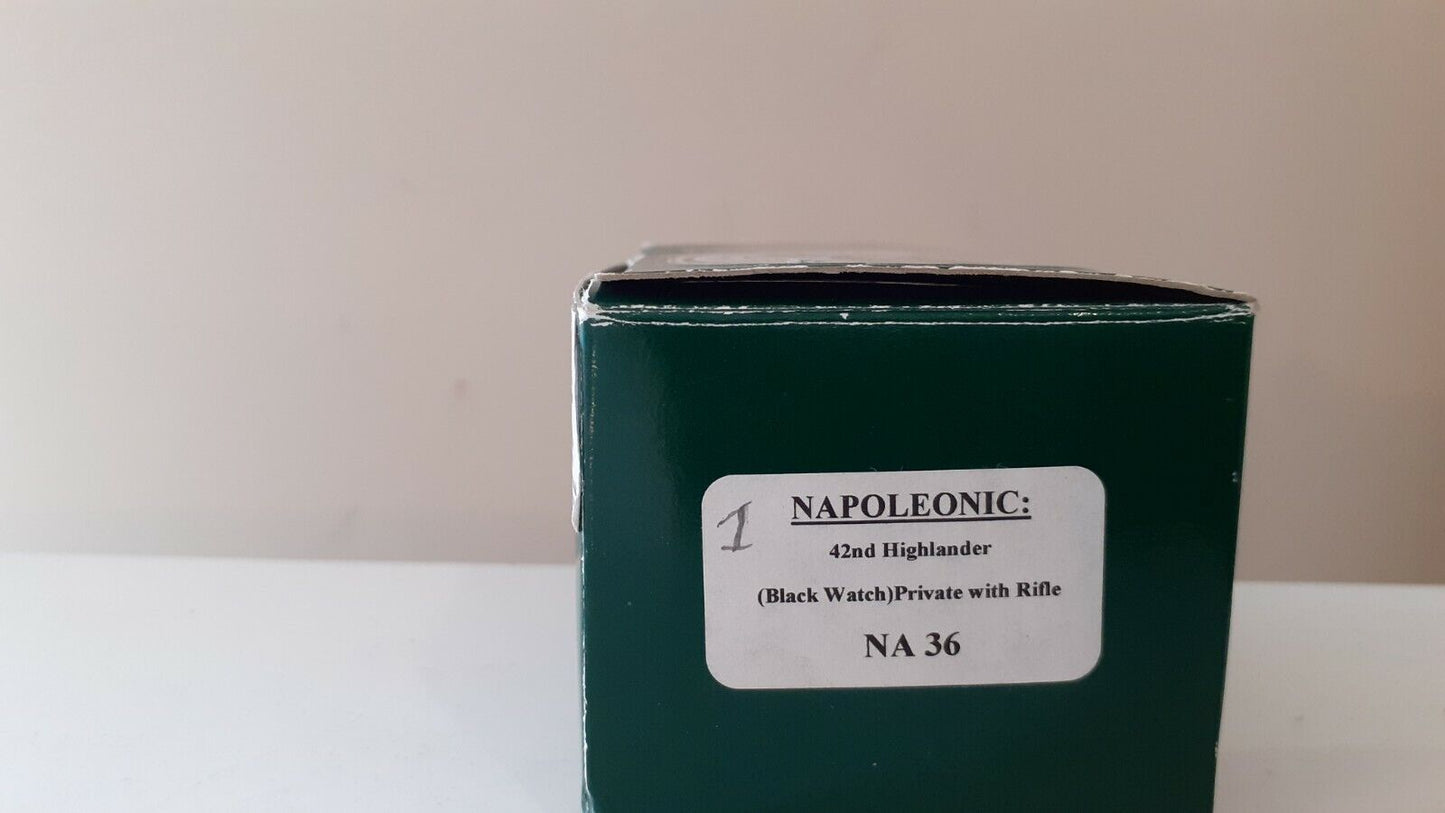 1 NAPOLEONIC:
42nd Highlander
(Black Watch)Private with Rifle
NA 36